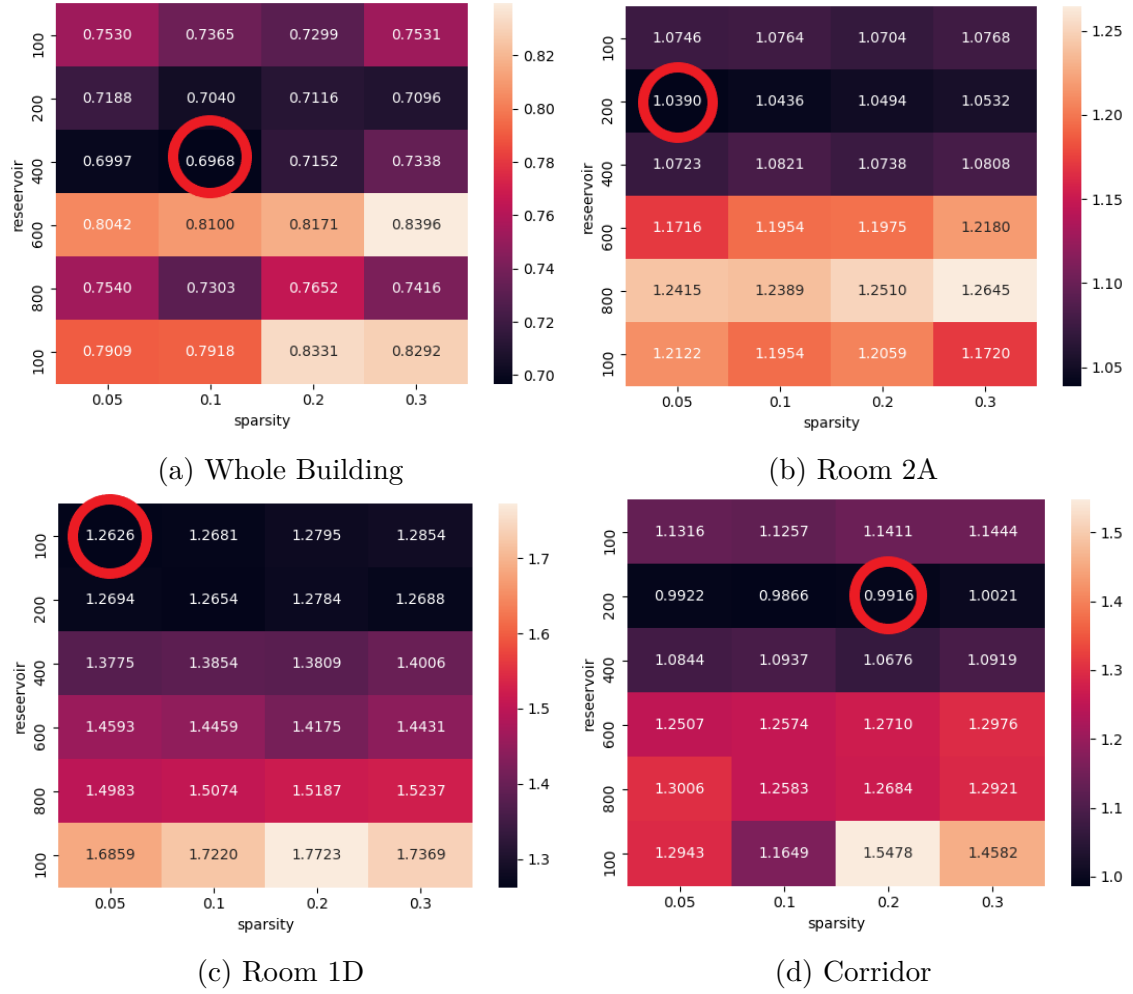 100 0.7530 0.7365 0.7299 0.7531
200 0.7188 0.7040 0.7116 0.7096
400 0.6997 0.6968 0.7152 0.7338
600 0.8042 0.8100 0.8171 0.8396
800 0.7540 0.7303 0.7652 0.7416
100 0.7909 0.7918 0.8331 0.8292
0.05 0.1 0.2 0.3
sparsity
reseervoir
0.82
0.80
0.78
0.76
0.74
0.72
0.70
(a) Whole Building
100 1.0746 1.0764 1.0704 1.0768
200 1.0390 1.0436 1.0494 1.0532
400 1.0723 1.0821 1.0738 1.0808
600 1.1716 1.1954 1.1975 1.2180
800 1.2415 1.2389 1.2510 1.2645
100 1.2122 1.1954 1.2059 1.1720
0.05 0.1 0.2 0.3
sparsity
reseervoir
1.25
1.20
1.15
1.10
1.05
(b) Room 2A
100 1.2626 1.2681 1.2795 1.2854
200 1.2694 1.2654 1.2784 1.2688
400 1.3775 1.3854 1.3809 1.4006
600 1.4593 1.4459 1.4175 1.4431
800 1.4983 1.5074 1.5187 1.5237
100 1.6859 1.7220 1.7723 1.7369
0.05 0.1 0.2 0.3
sparsity
reseervoir
1.7
1.6
1.5
1.4
1.3
(c) Room 1D
100 1.1316 1.1257 1.1411 1.1444
200 0.9922 0.9866 0.9916 1.0021
400 1.0844 1.0937 1.0676 1.0919
600 1.2507 1.2574 1.2710 1.2976
800 1.3006 1.2583 1.2684 1.2921
100 1.2943 1.1649 1.5478 1.4582
0.05 0.1 0.2 0.3
sparsity
reseervoir
1.5
1.4
1.3
1.2
1.1
1.0
(d) Corridor